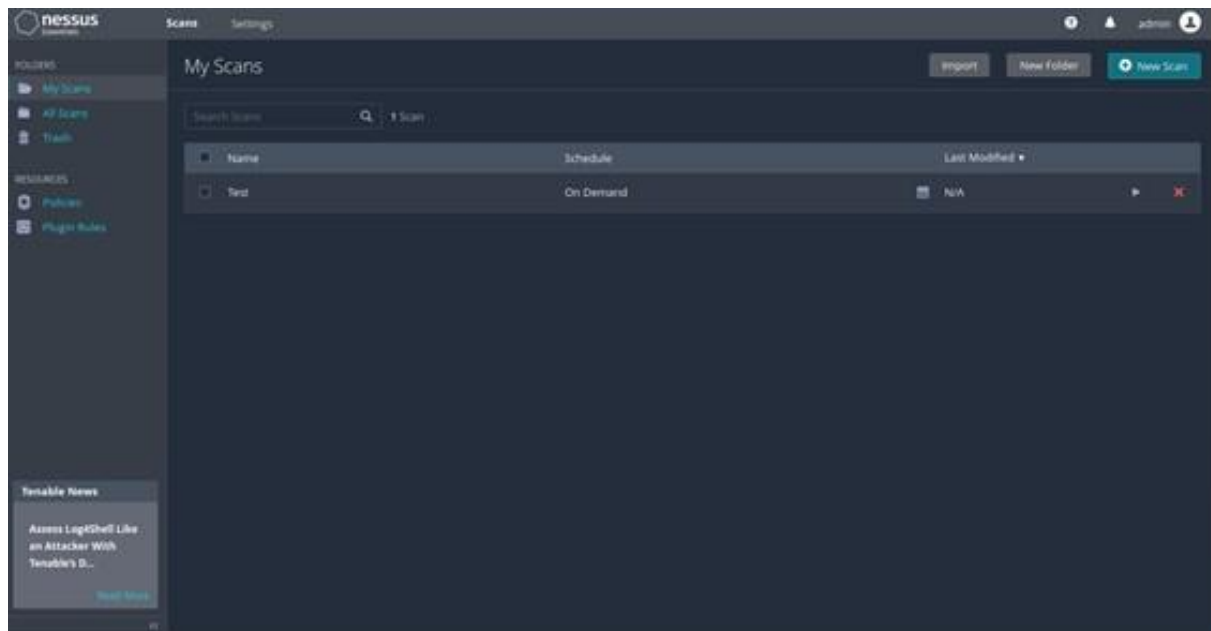 nessus
Essentials
Scans Settings
admin
FOLDERS
My Scans
All Scans
Trash
RESOURCES
Policies
Plugin Rules
Tenable News
Assess Log4Shell Like
an Attacker With
Tenable's D...
Read More
My Scans
Import New Folder New Scan
Search Scans 1 Scan
Name Schedule Last Modified
Test On Demand N/A